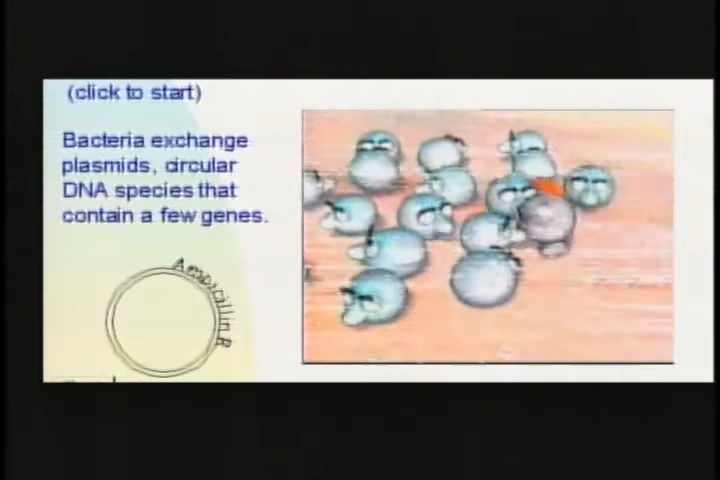 (click to start)
Bacteria exchange
plasmids, circular
DNA species that
contain a few genes.
Ampicillin R